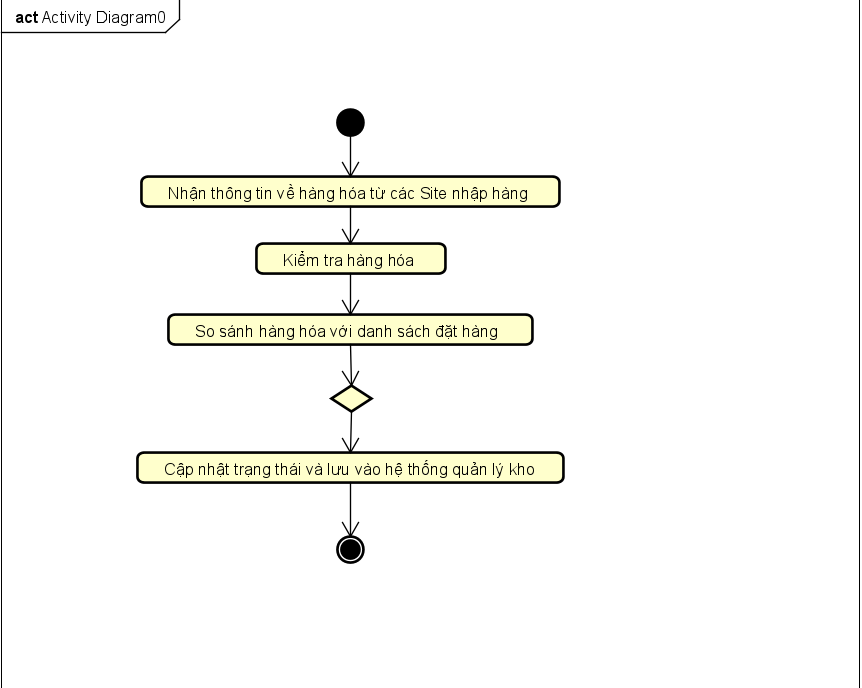 act Activity Diagram0
Nhận thông tin về hàng hóa từ các Site nhập hàng
Kiểm tra hàng hóa
So sánh hàng hóa với danh sách đặt hàng
Cập nhật trạng thái và lưu vào hệ thống quản lý kho